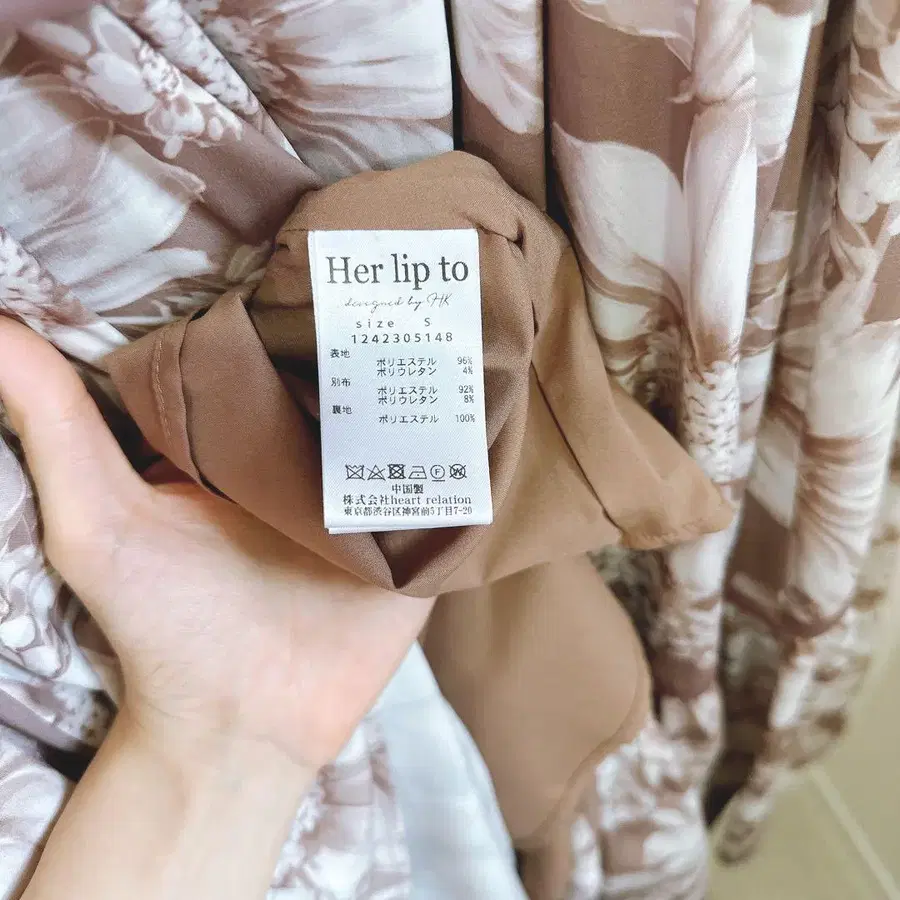 Her lip to
designed by HK
size S
1242305148
表地
ポリエステル 96%
ポリウレタン 4%
別布
ポリエステル 92%
ポリウレタン 8%
裏地
ポリエステル 100%
F
中国製
株式会社heart relation
東京都渋谷区神宮前5丁目7-20